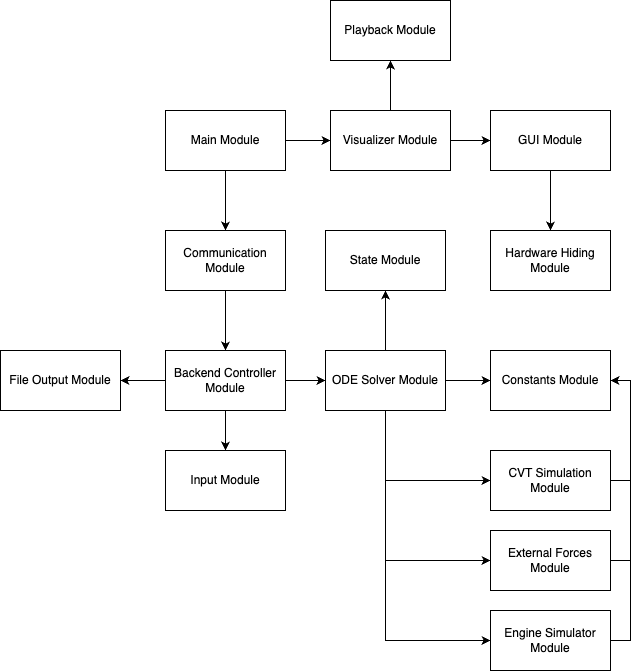 Playback Module
Main Module
Visualizer Module
GUI Module
Communication
Module
State Module
Hardware Hiding
Module
File Output Module
Backend Controller
Module
ODE Solver Module
Constants Module
Input Module
CVT Simulation
Module
External Forces
Module
Engine Simulator
Module